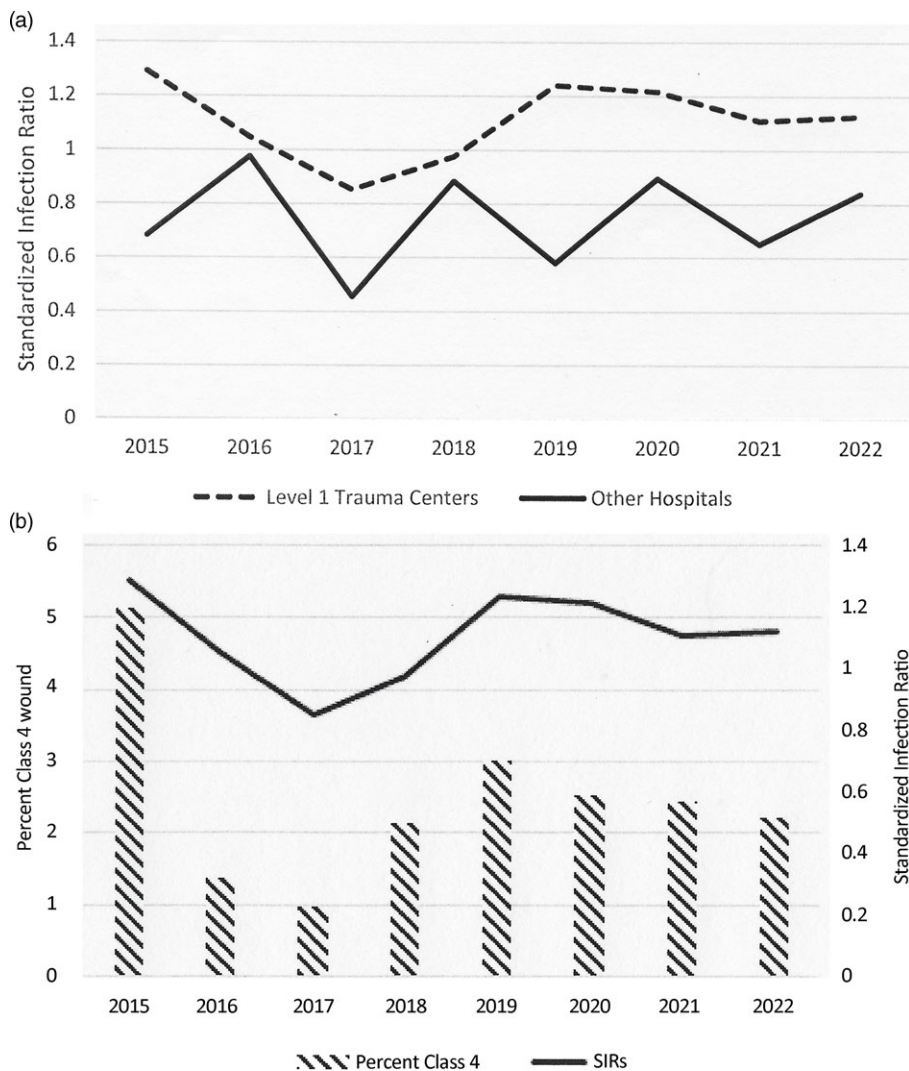 (a)
Standardized Infection Ratio
1.4
1.2
1
0.8
0.6
0.4
0.2
0
2015 2016 2017 2018 2019 2020 2021 2022
Level 1 Trauma Centers Other Hospitals
(b)
Percent Class 4 wound
6
5
4
3
2
1
0
1.4
1.2
1
0.8
0.6
0.4
0.2
0
Standardized Infection Ratio
2015 2016 2017 2018 2019 2020 2021 2022
Percent Class 4 SIRs